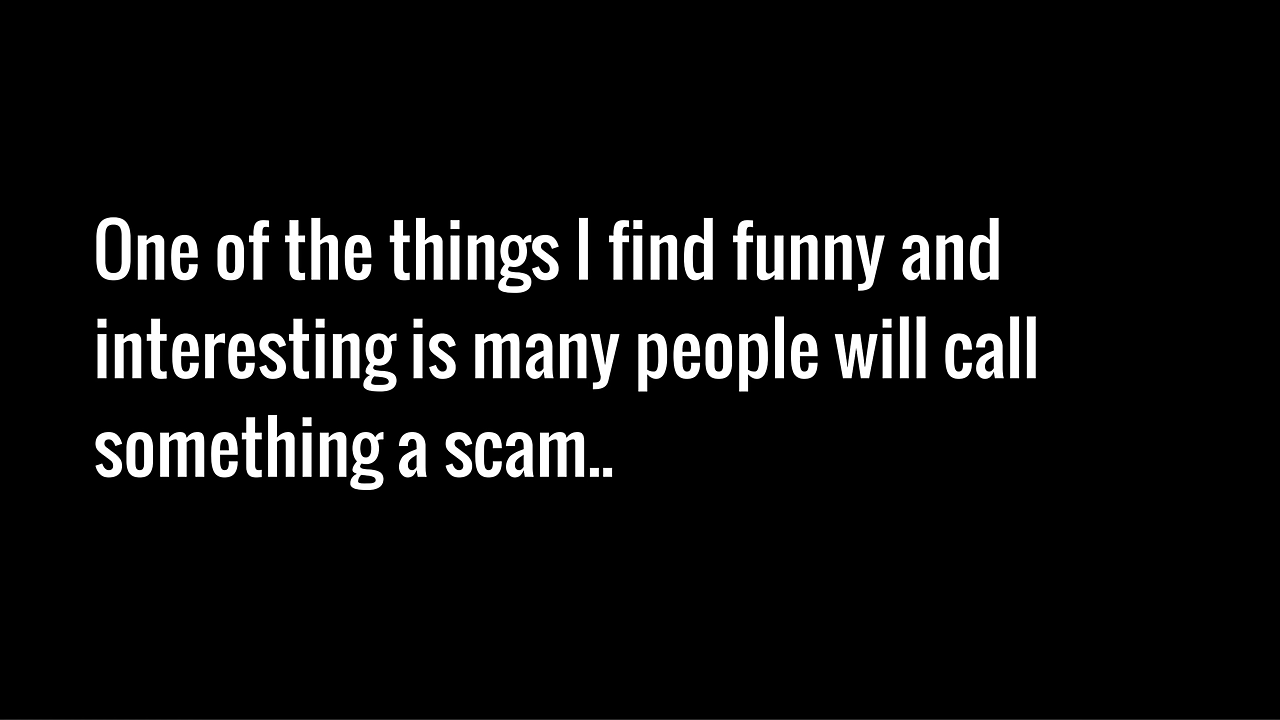 One of the things I find funny and
interesting is many people will call
something a scam..